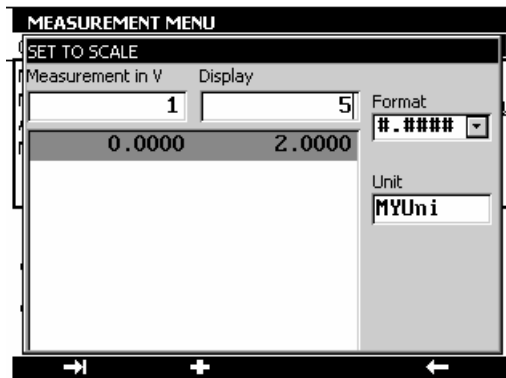 MEASUREMENT MENU
SET TO SCALE
Measurement in V Display
1 5
Format
#.####
0.0000 2.0000
Unit
MYUni